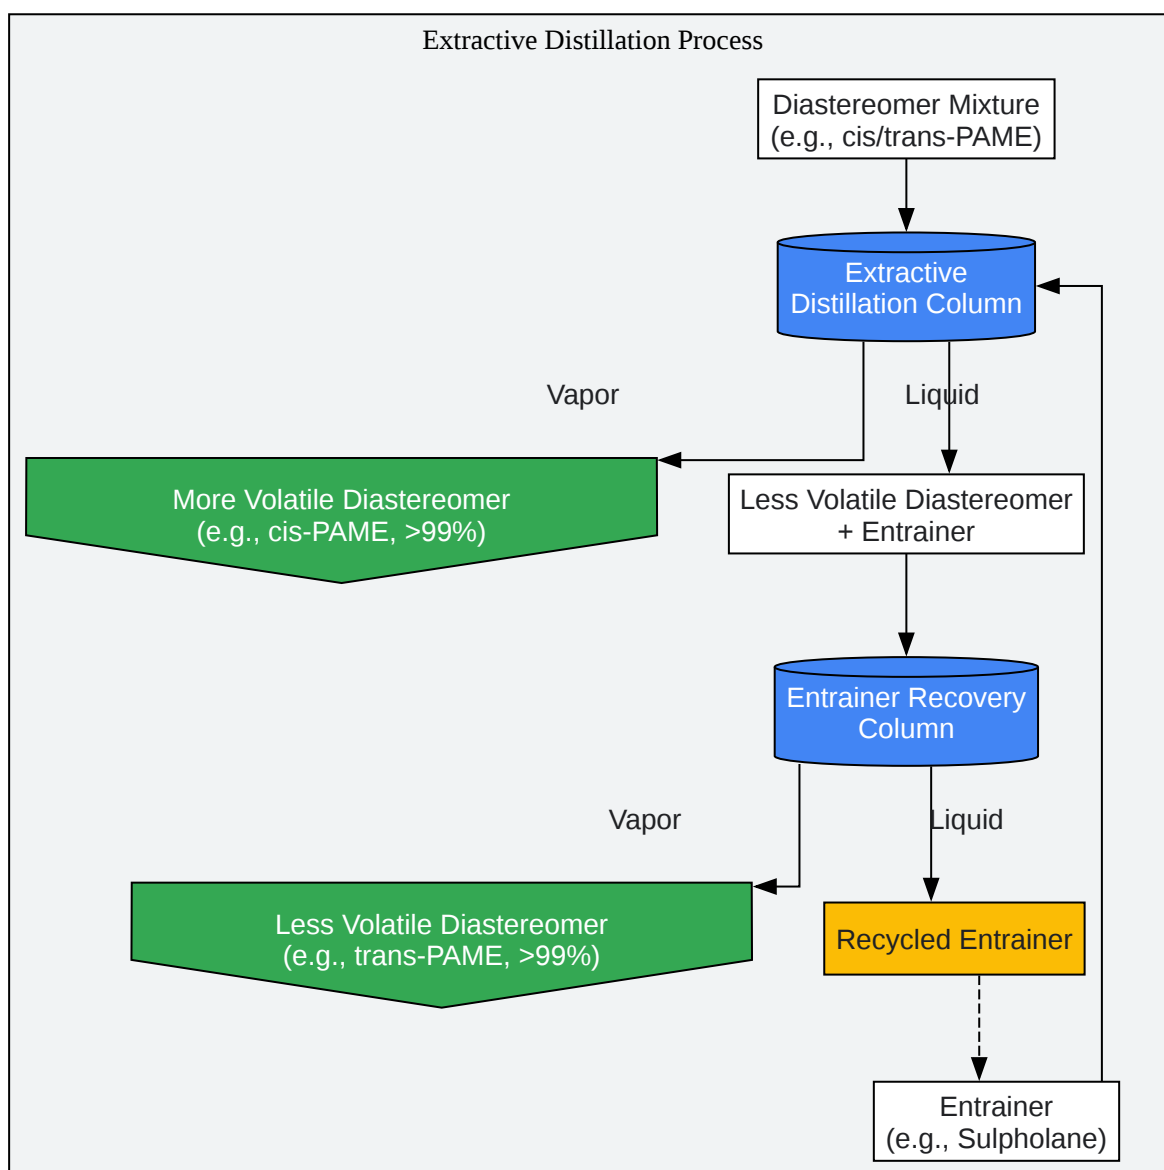 Extractive Distillation Process
Diastereomer Mixture
(e.g., cis/trans-PAME)
Extractive
Distillation Column
Vapor
Liquid
More Volatile Diastereomer
(e.g., cis-PAME, >99%)
Less Volatile Diastereomer
+ Entrainer
Entrainer Recovery
Column
Vapor
Liquid
Less Volatile Diastereomer
(e.g., trans-PAME, >99%)
Recycled Entrainer
Entrainer
(e.g., Sulpholane)